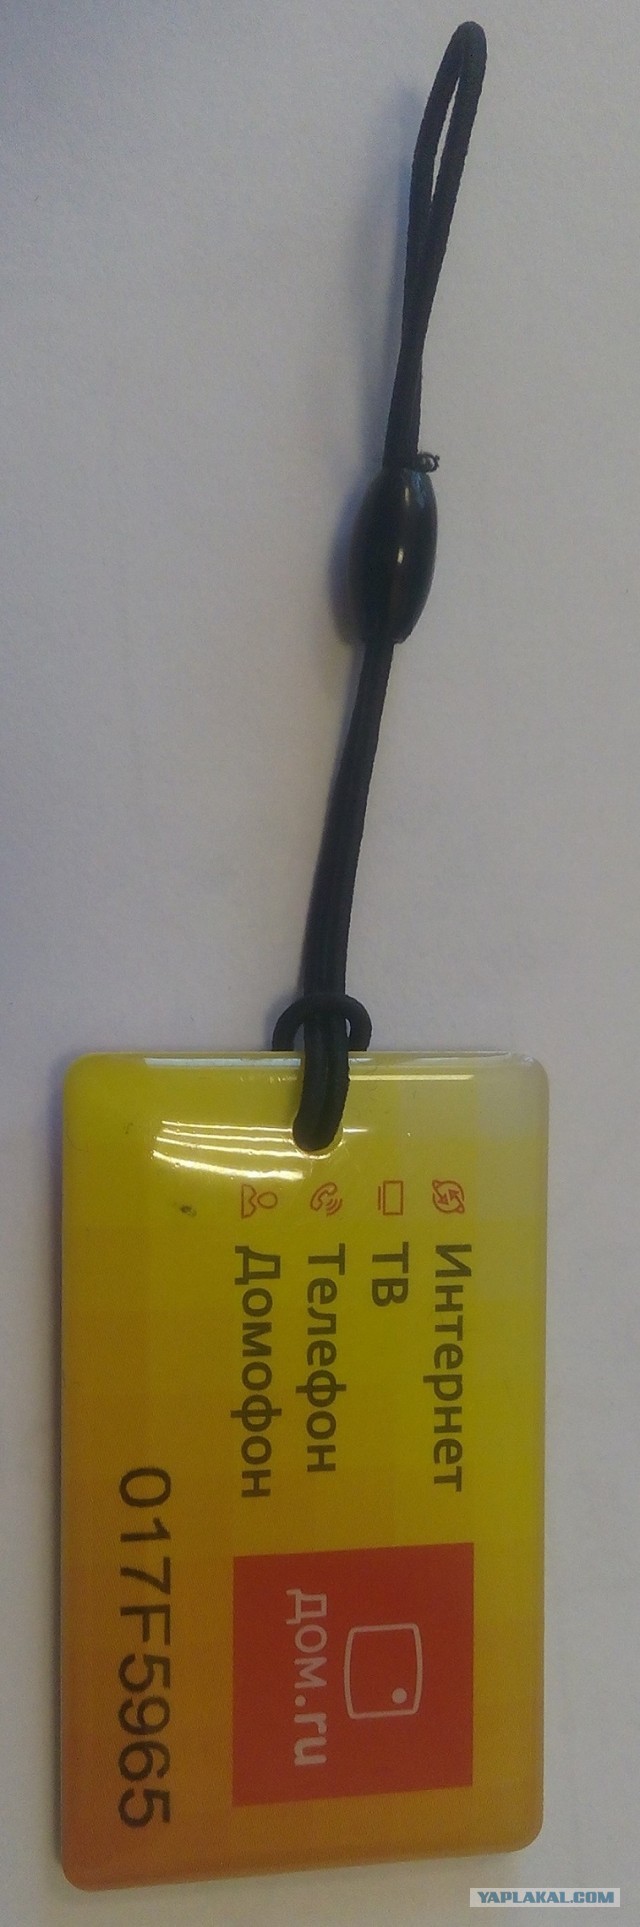 Интернет
ТВ
Телефон
Домофон
дом.ru
017F5965
YAPLAKAL.COM